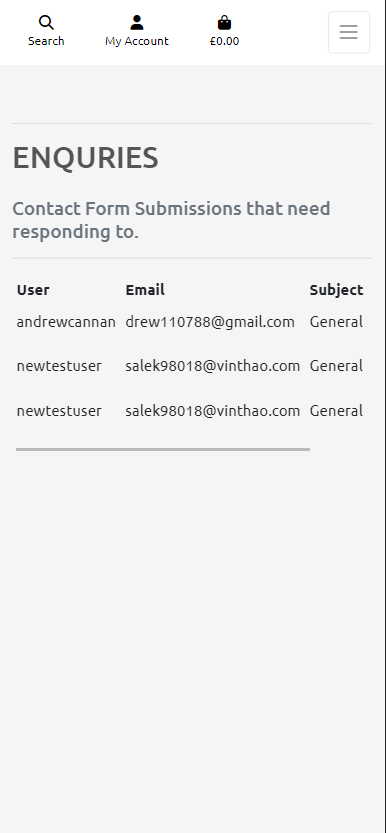 Search My Account £0.00
ENQURIES
Contact Form Submissions that need
responding to.
User Email Subject
andrewcannan drew110788@gmail.com General
newtestuser salek98018@vinthao.com General
newtestuser salek98018@vinthao.com General